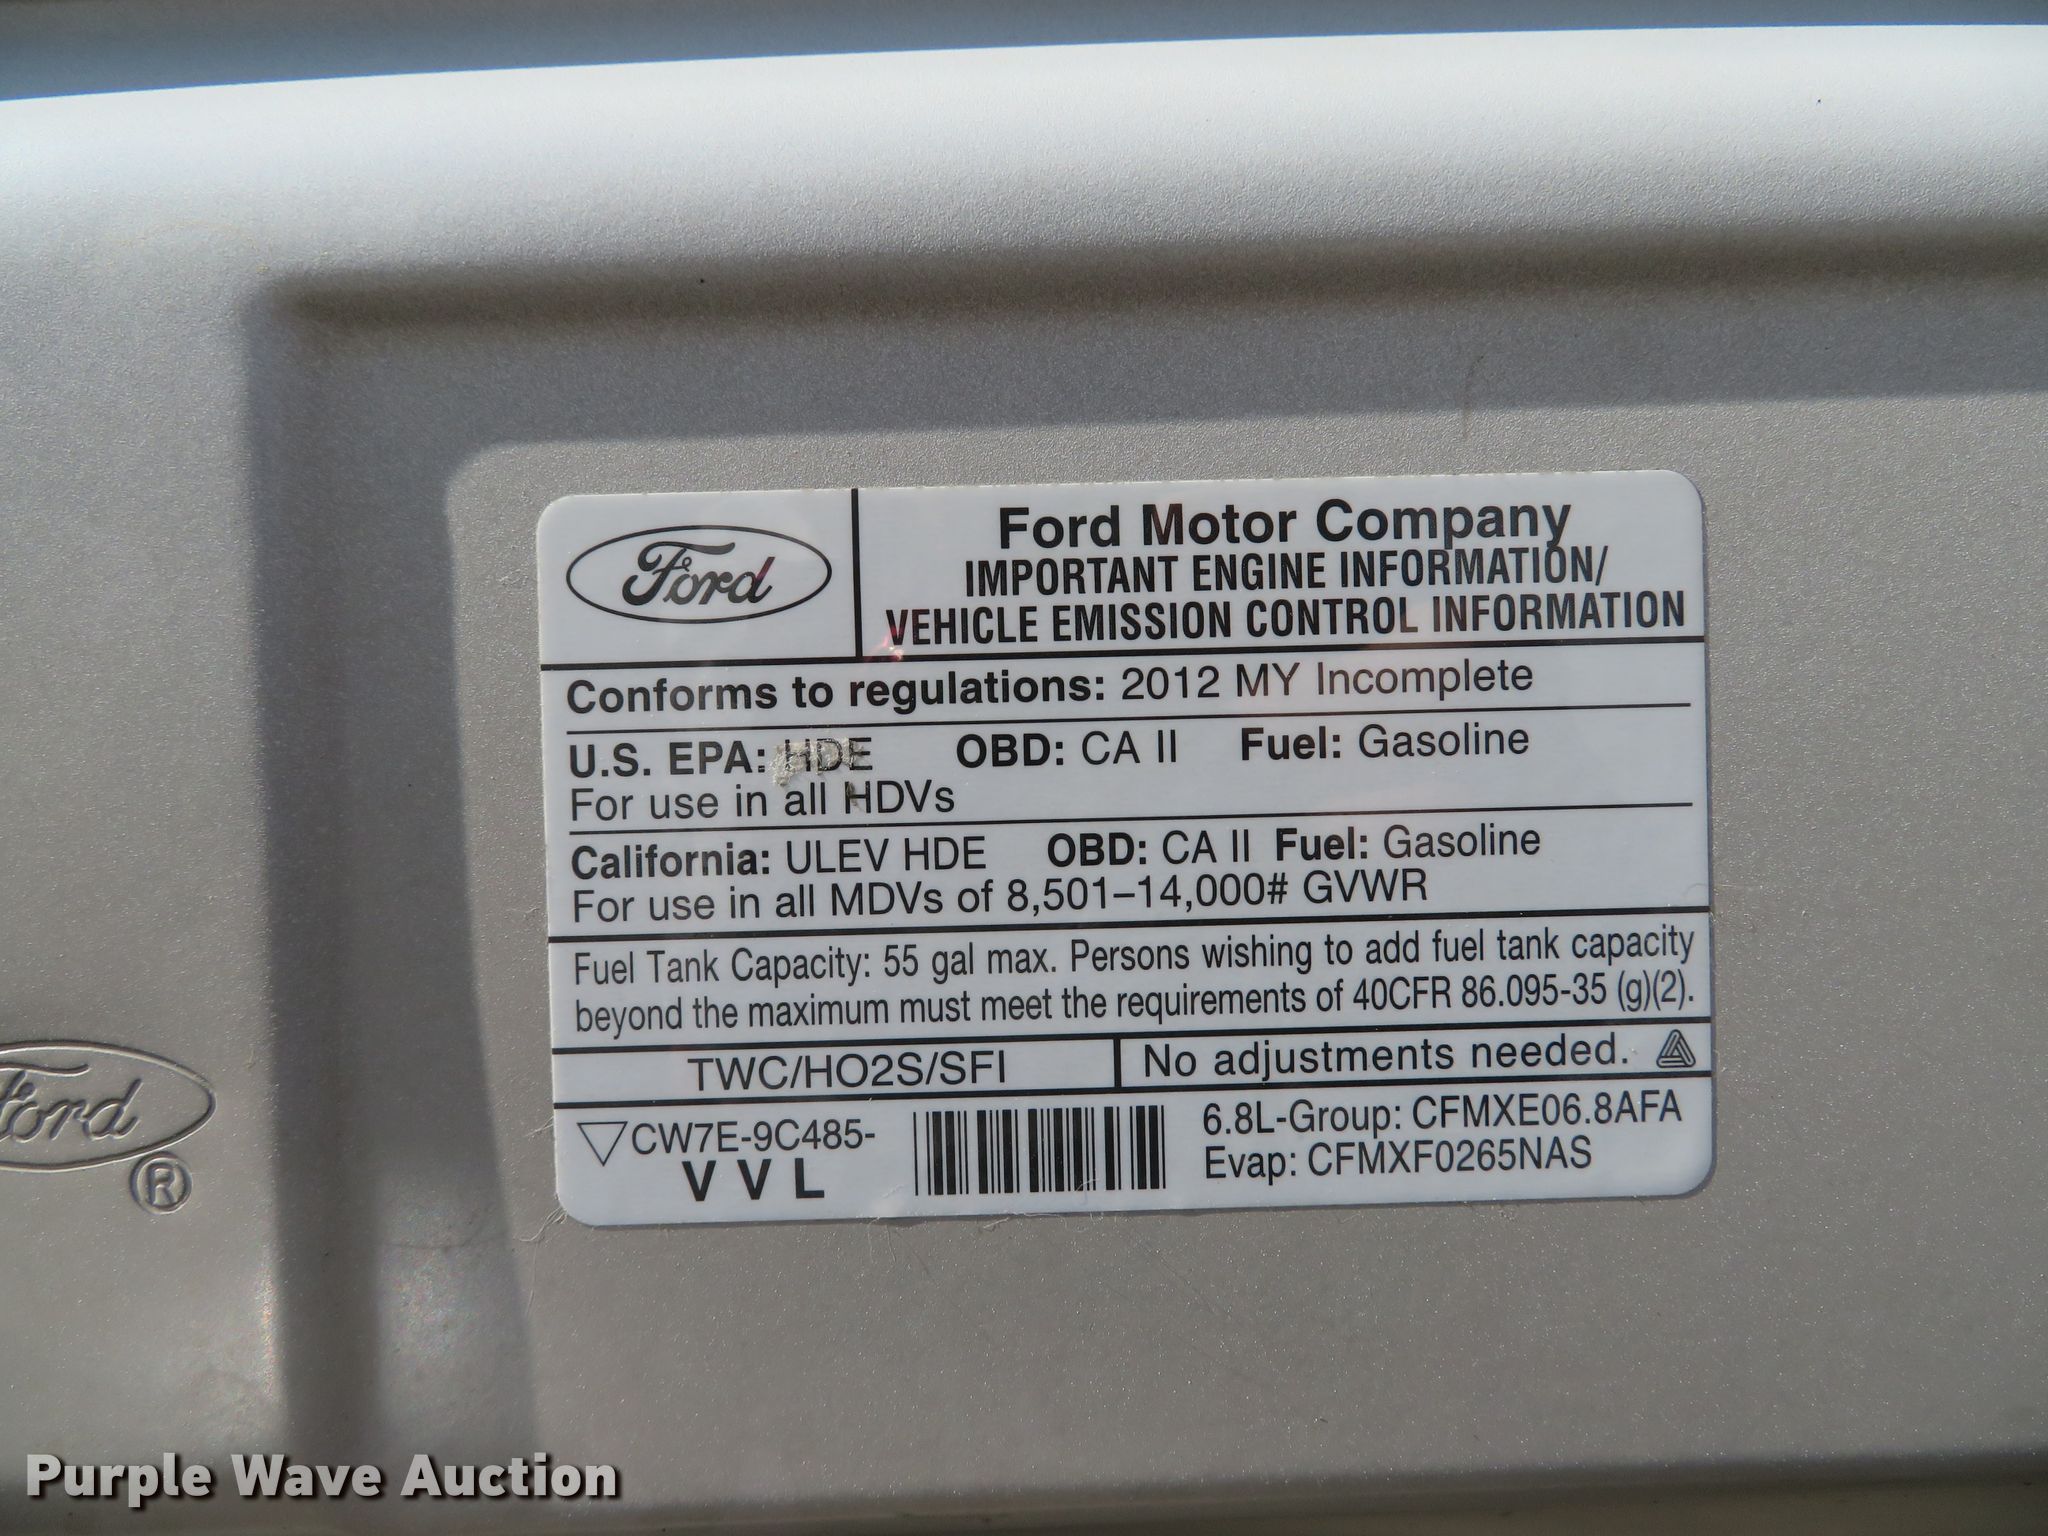 Ford
Ford Motor Company
IMPORTANT ENGINE INFORMATION/
VEHICLE EMISSION CONTROL INFORMATION
Conforms to regulations: 2012 MY Incomplete
U.S. EPA: HDE OBD: CA II Fuel: Gasoline
For use in all HDVs
California: ULEV HDE OBD: CA II Fuel: Gasoline
For use in all MDVs of 8,501–14,000# GVWR
Fuel Tank Capacity: 55 gal max. Persons wishing to add fuel tank capacity
beyond the maximum must meet the requirements of 40CFR 86.095-35 (g)(2).
TWC/HO2S/SFI
No adjustments needed.
CW7E-9C485-
V V L
6.8L-Group: CFMXE06.8AFA
Evap: CFMXF0265NAS
Ford
®
Purple Wave Auction